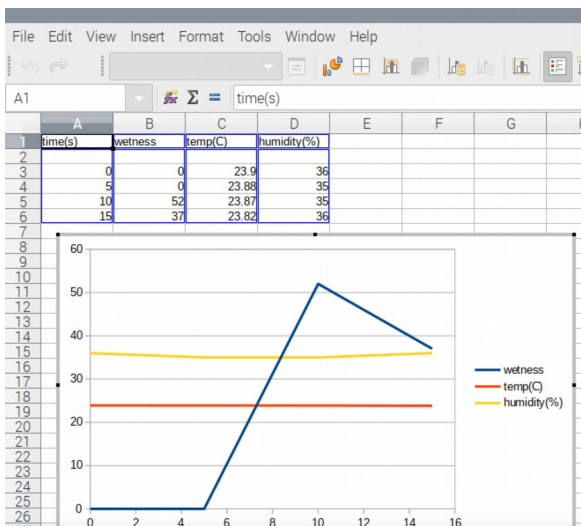 File Edit View Insert Format Tools Window Help
A1 time(s)
A B C D E F G
1 time(s) wetness temp(C) humidity(%)
2
3 0 0 23.9 36
4 5 0 23.88 35
5 10 52 23.87 35
6 15 37 23.82 36
7
8
9
10
11
12
13
14
15
16
17
18
19
20
21
22
23
24
25
26
60
50
40
30
20
10
0
wetness
temp(C)
humidity(%)
0 2 4 6 8 10 12 14 16